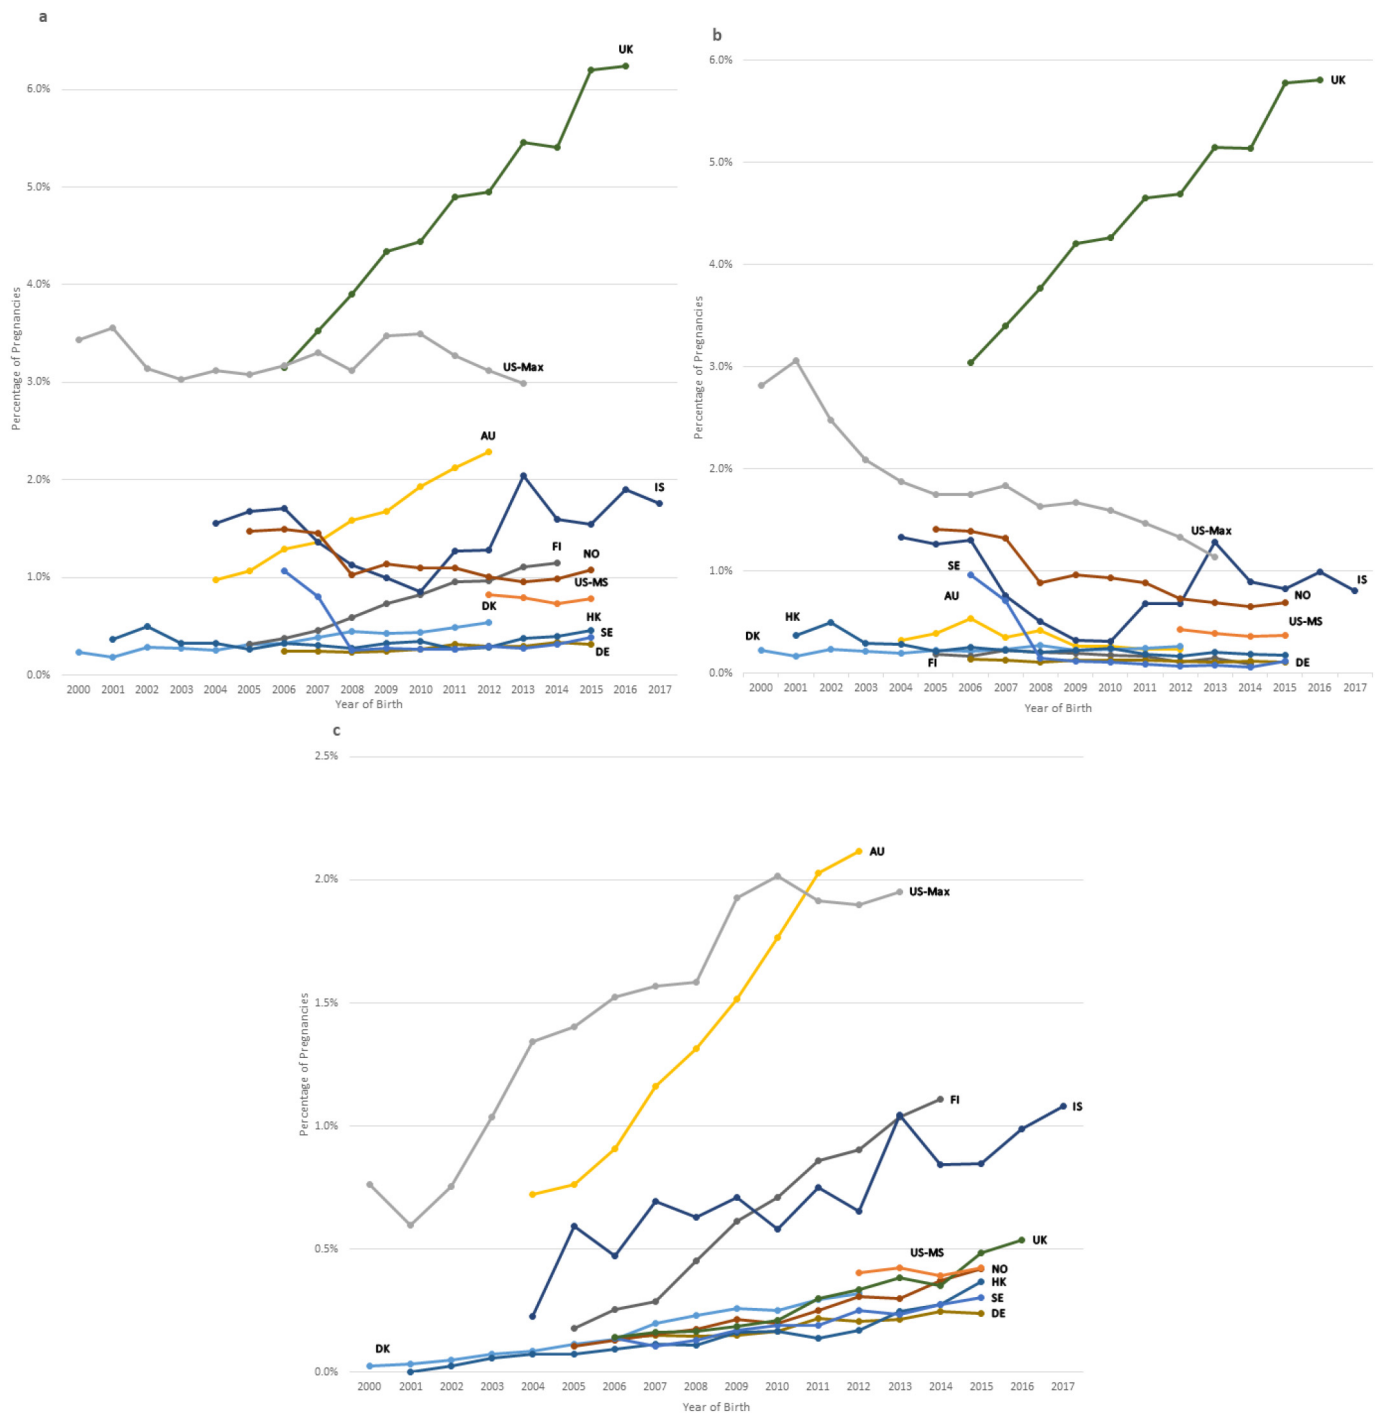 a
UK
6.0%
5.0%
4.0%
3.0%
2.0%
1.0%
0.0%
Percentage of Pregnancies
US-Max
AU
IS
FI
NO
US-MS
DK
HK
SE
DE
2000 2001 2002 2003 2004 2005 2006 2007 2008 2009 2010 2011 2012 2013 2014 2015 2016 2017
Year of Birth
b
6.0%
5.0%
4.0%
3.0%
2.0%
1.0%
0.0%
Percentage of Pregnancies
UK
US-Max
SE
IS
AU
NO
HK
US-MS
DK
FI
DE
2000 2001 2002 2003 2004 2005 2006 2007 2008 2009 2010 2011 2012 2013 2014 2015 2016 2017
Year of Birth
c
2.5%
2.0%
1.5%
1.0%
0.5%
0.0%
Percentage of Pregnancies
AU
US-Max
FI
IS
UK
US-MS
NO
HK
SE
DE
DK
2000 2001 2002 2003 2004 2005 2006 2007 2008 2009 2010 2011 2012 2013 2014 2015 2016 2017
Year of Birth